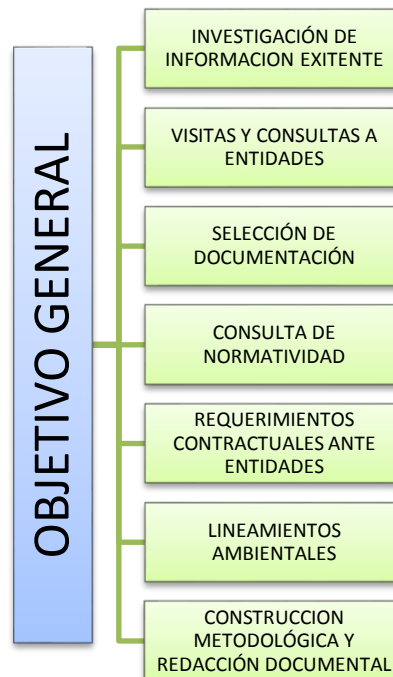 OBJETIVO GENERAL
INVESTIGACIÓN DE
INFORMACION EXITENTE
VISITAS Y CONSULTAS A
ENTIDADES
SELECCIÓN DE
DOCUMENTACIÓN
CONSULTA DE
NORMATIVIDAD
REQUERIMIENTOS
CONTRACTUALES ANTE
ENTIDADES
LINEAMIENTOS
AMBIENTALES
CONSTRUCCION
METODOLÓGICA Y
REDACCIÓN DOCUMENTAL